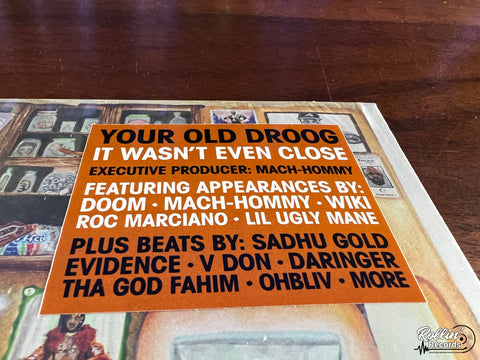 YOUR OLD DROOG
IT WASN'T EVEN CLOSE
EXECUTIVE PRODUCER: MACH-HOMMY
FEATURING APPEARANCES BY:
DOOM • MACH-HOMMY • WIKI
ROC MARCIANO • LIL UGLY MANE
PLUS BEATS BY: SADHU GOLD
EVIDENCE • V DON • DARINGER
THA GOD FAHIM • OHBLIV • MORE
Rollin'
Records